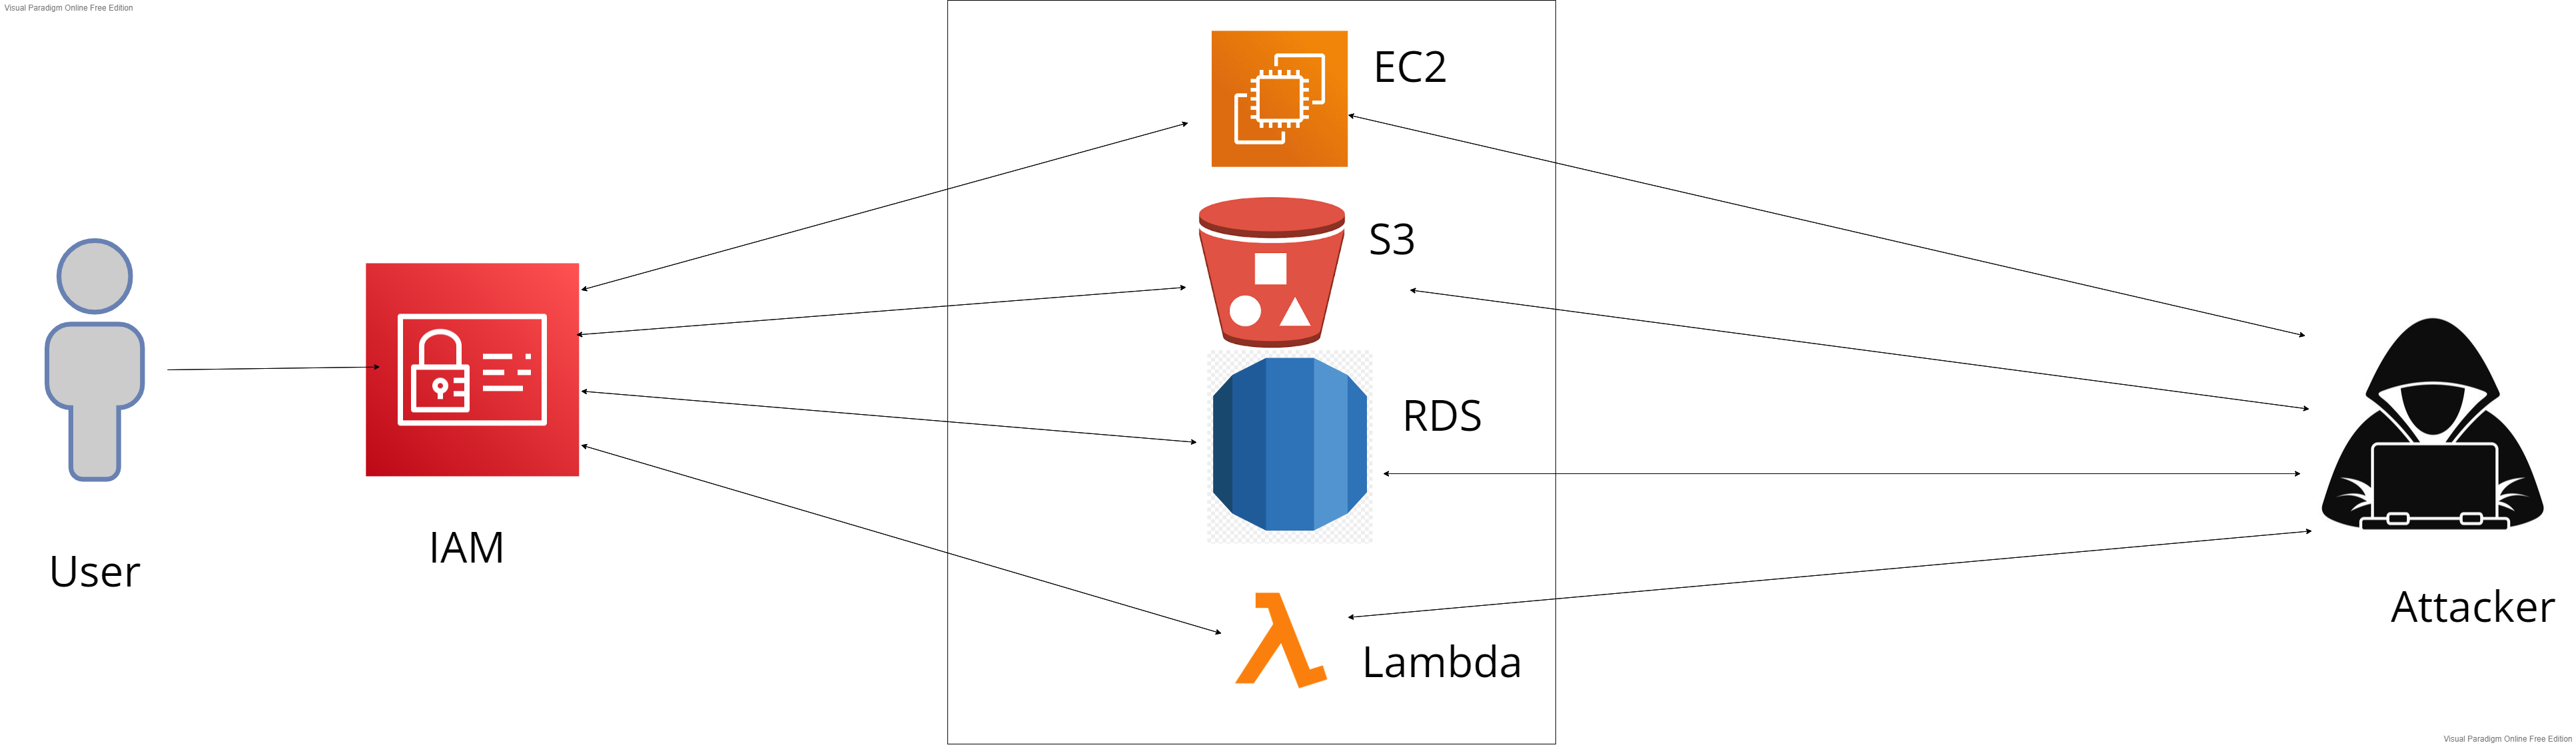 Visual Paradigm Online Free Edition
EC2
S3
RDS
IAM
User
Attacker
Lambda
Visual Paradigm Online Free Edition